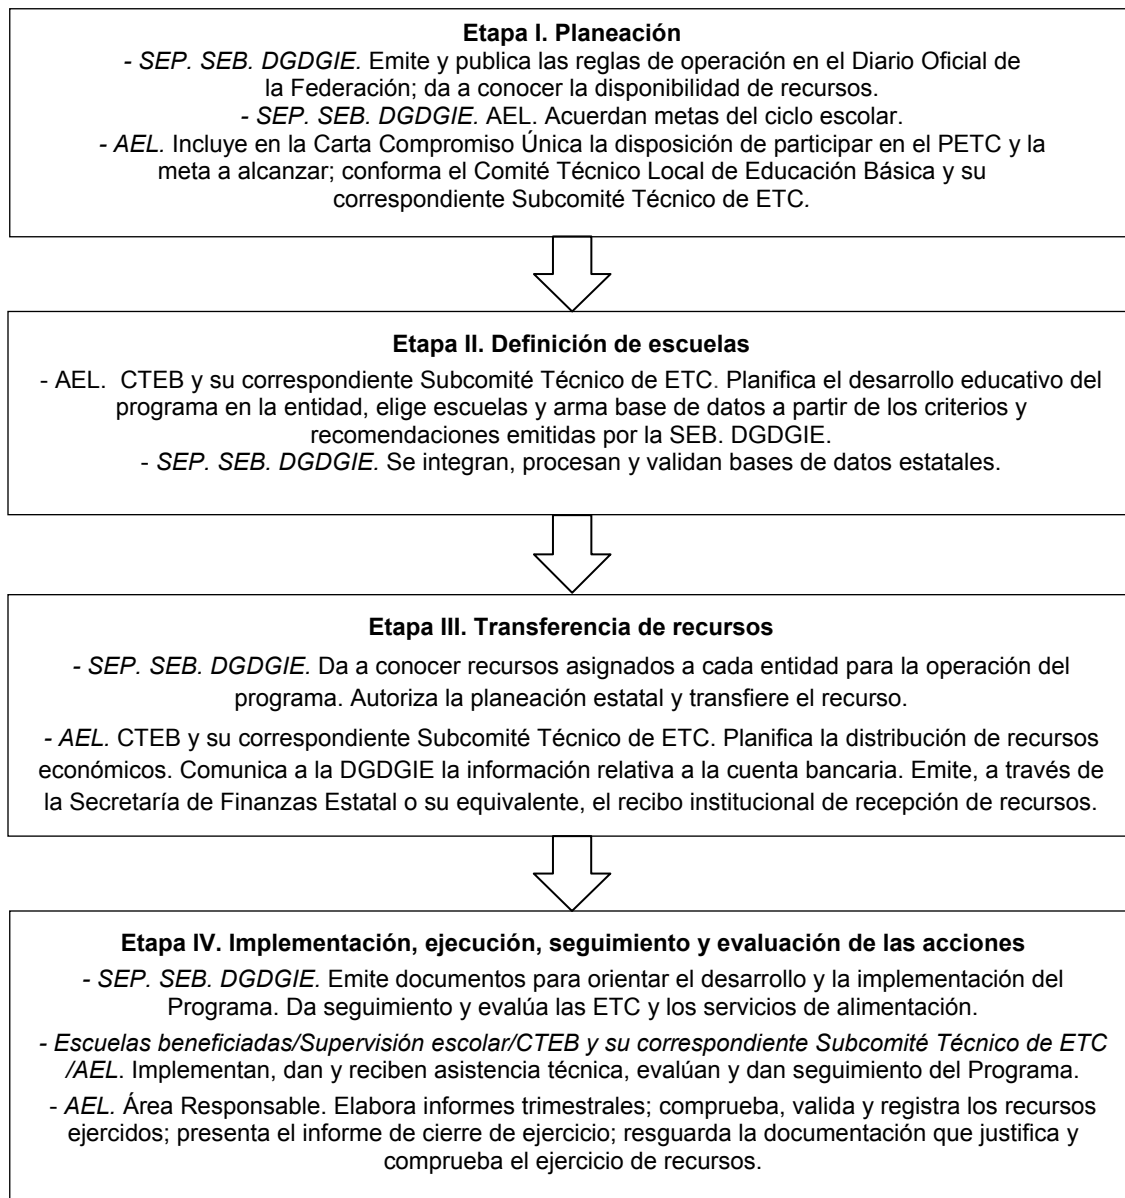 Etapa I. Planeación
- SEP. SEB. DGDGIE. Emite y publica las reglas de operación en el Diario Oficial de
la Federación; da a conocer la disponibilidad de recursos.
- SEP. SEB. DGDGIE. AEL. Acuerdan metas del ciclo escolar.
- AEL. Incluye en la Carta Compromiso Única la disposición de participar en el PETC y la
meta a alcanzar; conforma el Comité Técnico Local de Educación Básica y su
correspondiente Subcomité Técnico de ETC.
Etapa II. Definición de escuelas
- AEL. CTEB y su correspondiente Subcomité Técnico de ETC. Planifica el desarrollo educativo del
programa en la entidad, elige escuelas y arma base de datos a partir de los criterios y
recomendaciones emitidas por la SEB. DGDGIE.
- SEP. SEB. DGDGIE. Se integran, procesan y validan bases de datos estatales.
Etapa III. Transferencia de recursos
- SEP. SEB. DGDGIE. Da a conocer recursos asignados a cada entidad para la operación del
programa. Autoriza la planeación estatal y transfiere el recurso.
- AEL. CTEB y su correspondiente Subcomité Técnico de ETC. Planifica la distribución de recursos
económicos. Comunica a la DGDGIE la información relativa a la cuenta bancaria. Emite, a través de
la Secretaría de Finanzas Estatal o su equivalente, el recibo institucional de recepción de recursos.
Etapa IV. Implementación, ejecución, seguimiento y evaluación de las acciones
- SEP. SEB. DGDGIE. Emite documentos para orientar el desarrollo y la implementación del
Programa. Da seguimiento y evalúa las ETC y los servicios de alimentación.
- Escuelas beneficiadas/Supervisión escolar/CTEB y su correspondiente Subcomité Técnico de ETC
/AEL. Implementan, dan y reciben asistencia técnica, evalúan y dan seguimiento del Programa.
- AEL. Área Responsable. Elabora informes trimestrales; comprueba, valida y registra los recursos
ejercidos; presenta el informe de cierre de ejercicio; resguarda la documentación que justifica y
comprueba el ejercicio de recursos.